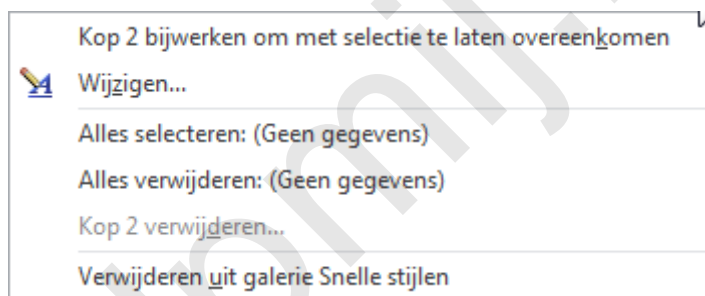 Kop 2 bijwerken om met selectie te laten overeenkomen
Wijzigen...
Alles selecteren: (Geen gegevens)
Alles verwijderen: (Geen gegevens)
Kop 2 verwijderen...
Verwijderen uit galerie Snelle stijlen